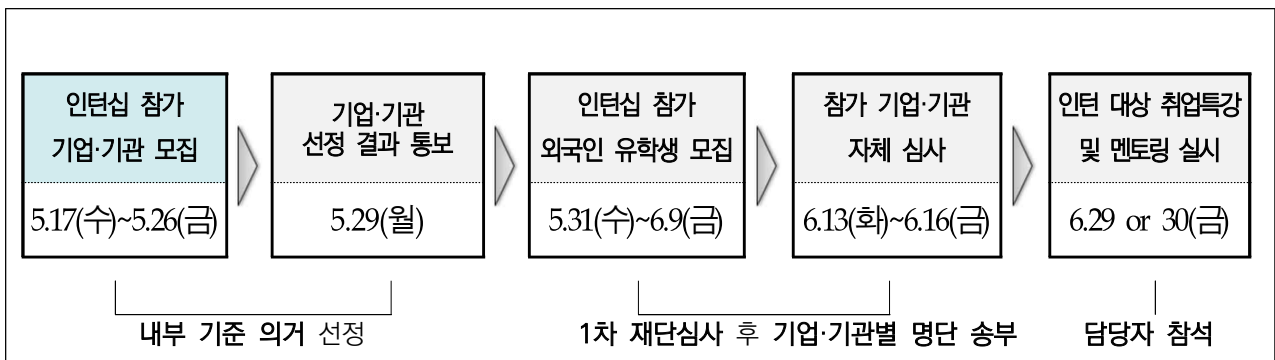 인턴십 참가
기업·기관 모집
5.17(수)~5.26(금)
기업·기관
선정 결과 통보
5.29(월)
인턴십 참가
외국인 유학생 모집
5.31(수)~6.9(금)
참가 기업·기관
자체 심사
6.13(화)~6.16(금)
인턴 대상 취업특강
및 멘토링 실시
6.29 or 30(금)
내부 기준 의거 선정
1차 재단심사 후 기업·기관별 명단 송부
담당자 참석